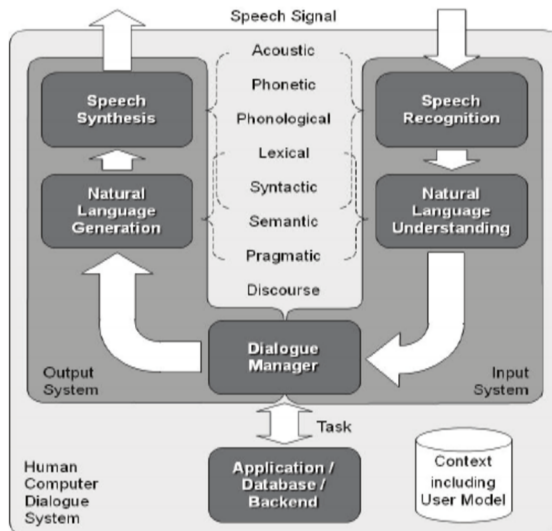 Speech Signal
Acoustic
Phonetic
Phonological
Lexical
Syntactic
Semantic
Pragmatic
Discourse
Speech
Synthesis
Speech
Recognition
Natural
Language
Generation
Natural
Language
Understanding
Dialogue
Manager
Output
System
Input
System
Task
Human
Computer
Dialogue
System
Application /
Database /
Backend
Context
including
User Model